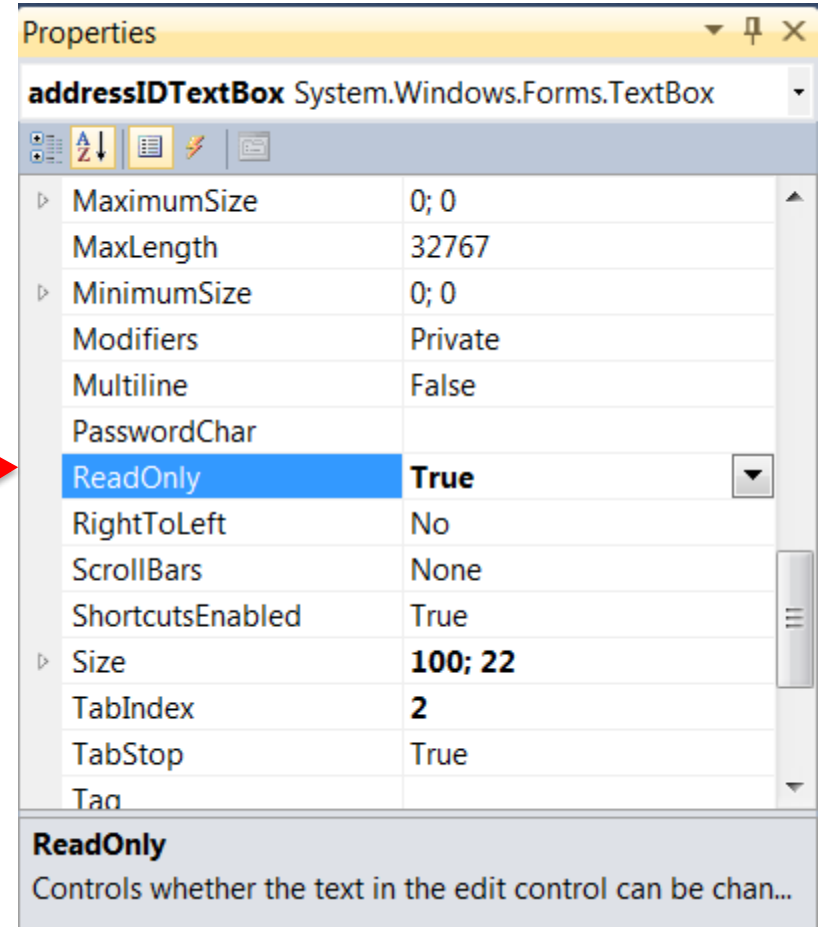 Properties
addressIDTextBox System.Windows.Forms.TextBox
A Z
MaximumSize 0; 0
MaxLength 32767
MinimumSize 0; 0
Modifiers Private
Multiline False
PasswordChar
ReadOnly True
RightToLeft No
ScrollBars None
ShortcutsEnabled True
Size 100; 22
TabIndex 2
TabStop True
Tag
ReadOnly
Controls whether the text in the edit control can be chan...